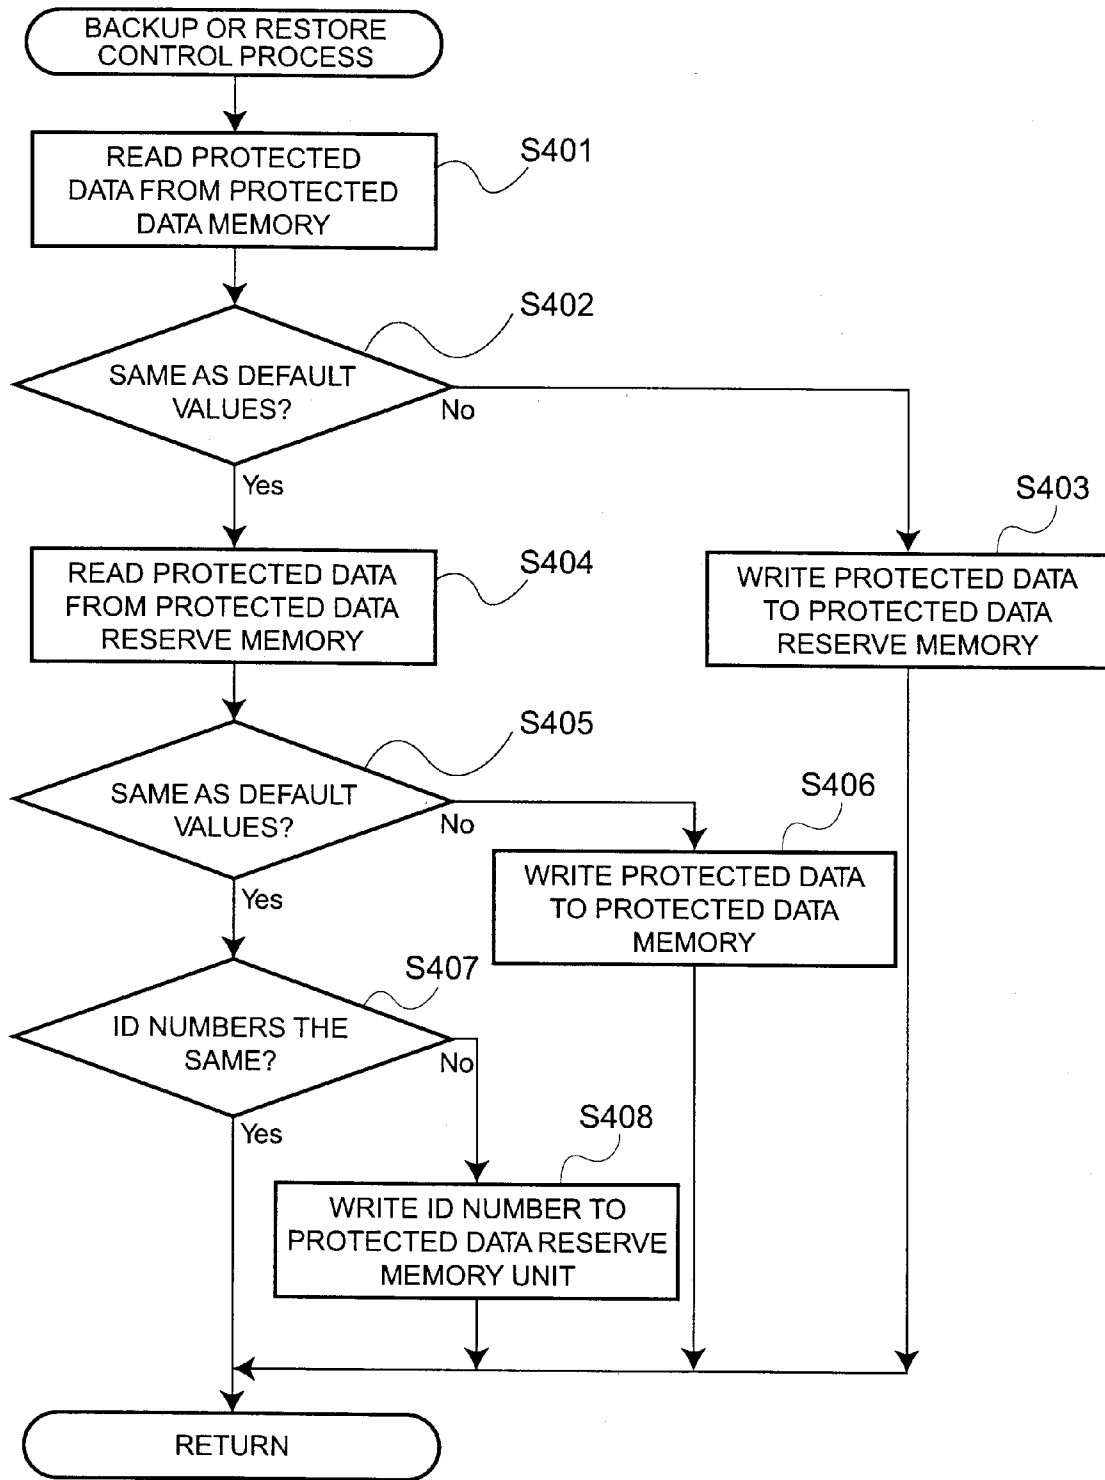 BACKUP OR RESTORE
CONTROL PROCESS
READ PROTECTED
DATA FROM PROTECTED
DATA MEMORY
S401
SAME AS DEFAULT
VALUES?
S402
No
Yes
S403
WRITE PROTECTED DATA
TO PROTECTED DATA
RESERVE MEMORY
READ PROTECTED DATA
FROM PROTECTED DATA
RESERVE MEMORY
S404
SAME AS DEFAULT
VALUES?
S405
No
Yes
S406
WRITE PROTECTED DATA
TO PROTECTED DATA
MEMORY
ID NUMBERS THE
SAME?
S407
No
Yes
S408
WRITE ID NUMBER TO
PROTECTED DATA RESERVE
MEMORY UNIT
RETURN